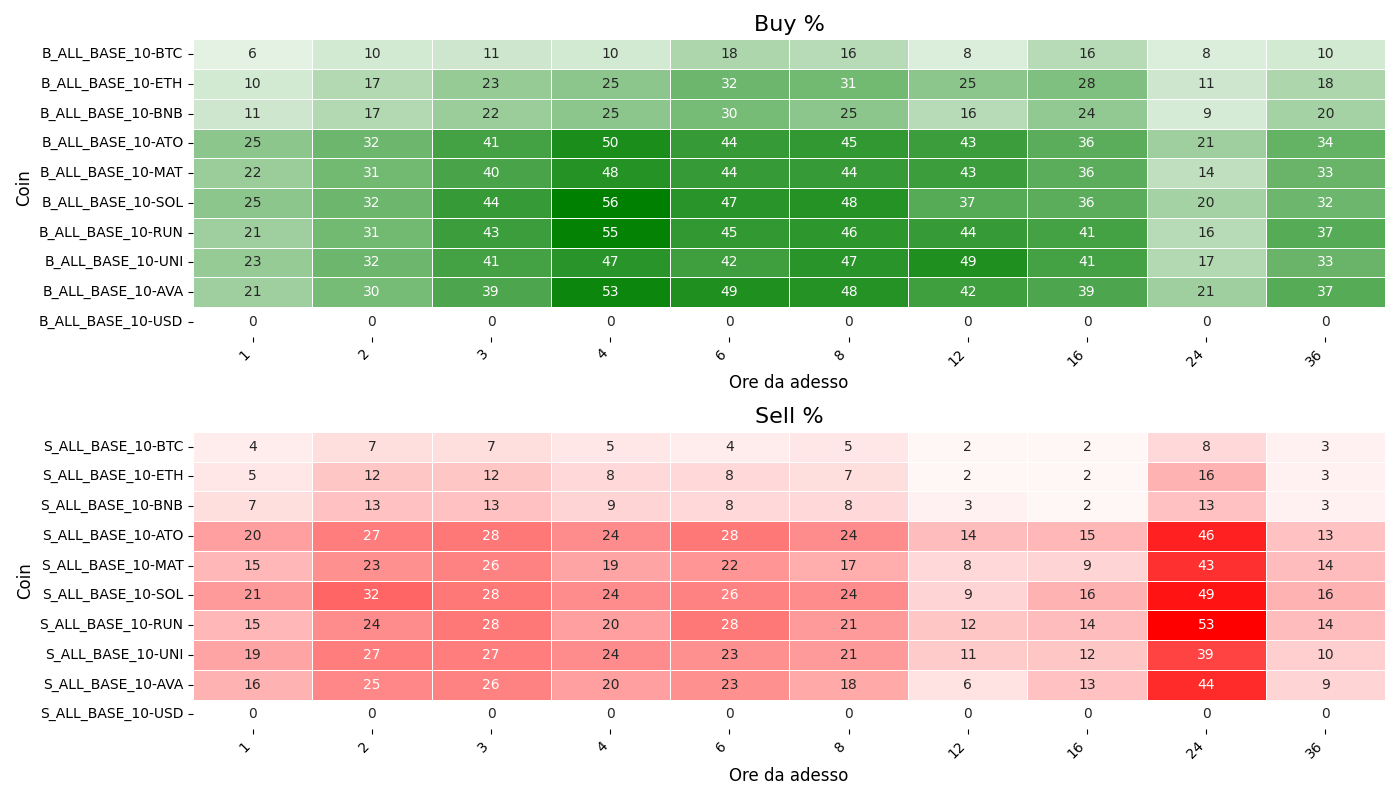 Buy %
Coin
B_ALL_BASE_10-BTC 6 10 11 10 18 16 8 16 8 10
B_ALL_BASE_10-ETH 10 17 23 25 32 31 25 28 11 18
B_ALL_BASE_10-BNB 11 17 22 25 30 25 16 24 9 20
B_ALL_BASE_10-ATO 25 32 41 50 44 45 43 36 21 34
B_ALL_BASE_10-MAT 22 31 40 48 44 44 43 36 14 33
B_ALL_BASE_10-SOL 25 32 44 56 47 48 37 36 20 32
B_ALL_BASE_10-RUN 21 31 43 55 45 46 44 41 16 37
B_ALL_BASE_10-UNI 23 32 41 47 42 47 49 41 17 33
B_ALL_BASE_10-AVA 21 30 39 53 49 48 42 39 21 37
B_ALL_BASE_10-USD 0 0 0 0 0 0 0 0 0 0
1 2 3 4 6 8 12 16 24 36
Ore da adesso
Sell %
Coin
S_ALL_BASE_10-BTC 4 7 7 5 4 5 2 2 8 3
S_ALL_BASE_10-ETH 5 12 12 8 8 7 2 2 16 3
S_ALL_BASE_10-BNB 7 13 13 9 8 8 3 2 13 3
S_ALL_BASE_10-ATO 20 27 28 24 28 24 14 15 46 13
S_ALL_BASE_10-MAT 15 23 26 19 22 17 8 9 43 14
S_ALL_BASE_10-SOL 21 32 28 24 26 24 9 16 49 16
S_ALL_BASE_10-RUN 15 24 28 20 28 21 12 14 53 14
S_ALL_BASE_10-UNI 19 27 27 24 23 21 11 12 39 10
S_ALL_BASE_10-AVA 16 25 26 20 23 18 6 13 44 9
S_ALL_BASE_10-USD 0 0 0 0 0 0 0 0 0 0
1 2 3 4 6 8 12 16 24 36
Ore da adesso